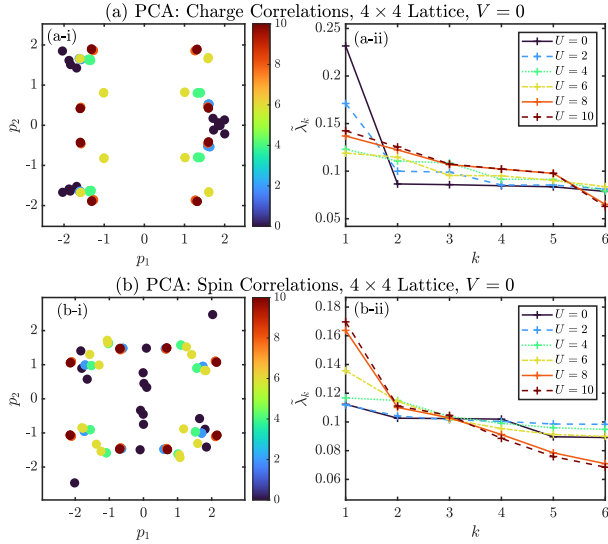 (a) PCA: Charge Correlations, 4 × 4 Lattice, V = 0
(a-i)
2
1
0
-1
-2
p₂
-2 -1 0 1 2
p₁
10
8
6
4
2
0
(a-ii)
0.25
0.2
0.15
0.1
0.05
λ̃ₖ
1 2 3 4 5 6
k
U = 0
U = 2
U = 4
U = 6
U = 8
U = 10
(b) PCA: Spin Correlations, 4 × 4 Lattice, V = 0
(b-i)
2
1
0
-1
-2
p₂
-2 -1 0 1 2
p₁
10
8
6
4
2
0
(b-ii)
0.18
0.16
0.14
0.12
0.1
0.08
0.06
λ̃ₖ
1 2 3 4 5 6
k
U = 0
U = 2
U = 4
U = 6
U = 8
U = 10